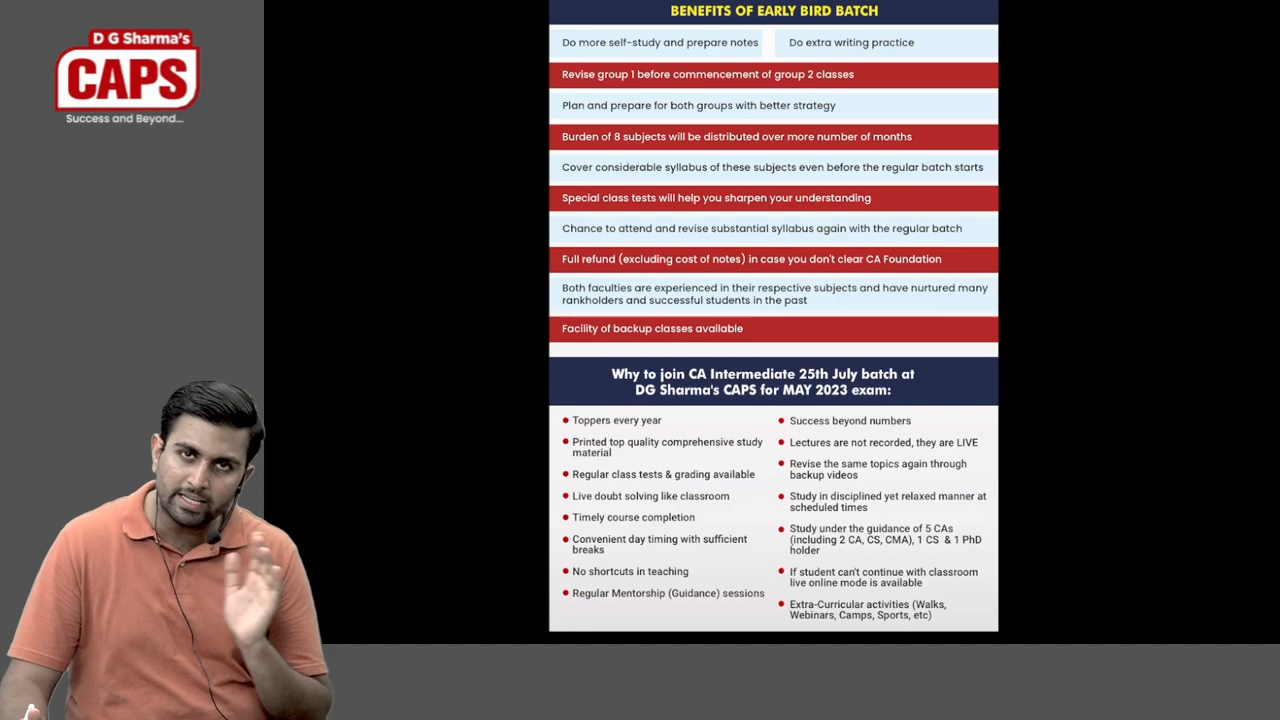 D G Sharma's
CAPS
Success and Beyond...
BENEFITS OF EARLY BIRD BATCH
Do more self-study and prepare notes
Do extra writing practice
Revise group 1 before commencement of group 2 classes
Plan and prepare for both groups with better strategy
Burden of 8 subjects will be distributed over more number of months
Cover considerable syllabus of these subjects even before the regular batch starts
Special class tests will help you sharpen your understanding
Chance to attend and revise substantial syllabus again with the regular batch
Full refund (excluding cost of notes) in case you don't clear CA Foundation
Both faculties are experienced in their respective subjects and have nurtured many
rankholders and successful students in the past
Facility of backup classes available
Why to join CA Intermediate 25th July batch at
DG Sharma's CAPS for MAY 2023 exam:
Toppers every year
Printed top quality comprehensive study
material
Regular class tests & grading available
Live doubt solving like classroom
Timely course completion
Convenient day timing with sufficient
breaks
No shortcuts in teaching
Regular Mentorship (Guidance) sessions
Success beyond numbers
Lectures are not recorded, they are LIVE
Revise the same topics again through
backup videos
Study in disciplined yet relaxed manner at
scheduled times
Study under the guidance of 5 CAs
(including 2 CA, CS, CMA), 1 CS & 1 PhD
holder
If student can't continue with classroom
live online mode is available
Extra-Curricular activities (Walks,
Webinars, Camps, Sports, etc)